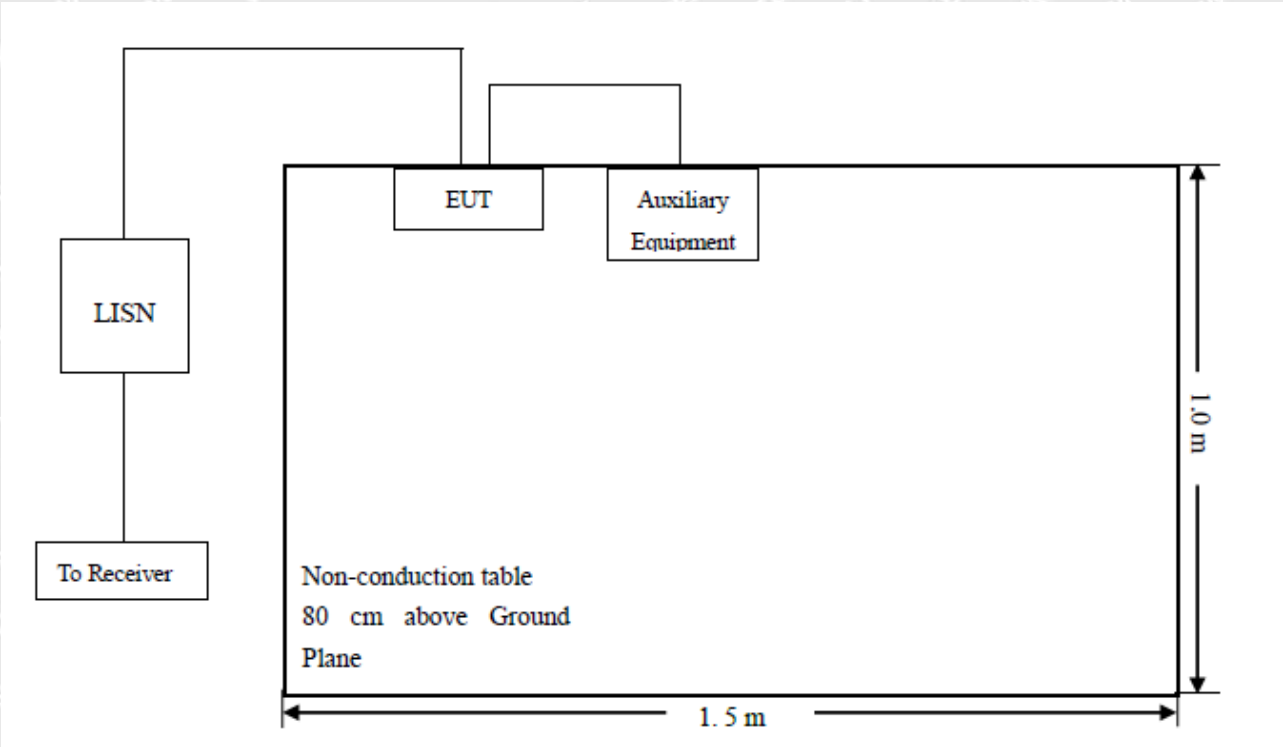 EUT
Auxiliary
Equipment
LISN
1.0 m
To Receiver
Non-conduction table
80 cm above Ground
Plane
1. 5 m